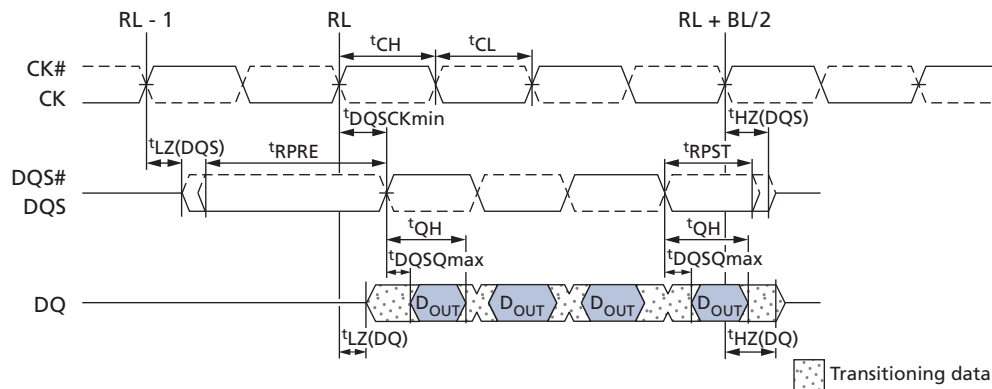 RL - 1 RL RL + BL/2
tCH tCL
CK#
CK
tDQSCKmin tHZ(DQS)
tLZ(DQS) tRPRE tRPST
DQS#
DQS
tQH tQH
tDQSQmax tDQSQmax
DQ DOUT DOUT DOUT DOUT
tLZ(DQ) tHZ(DQ)
Transitioning data